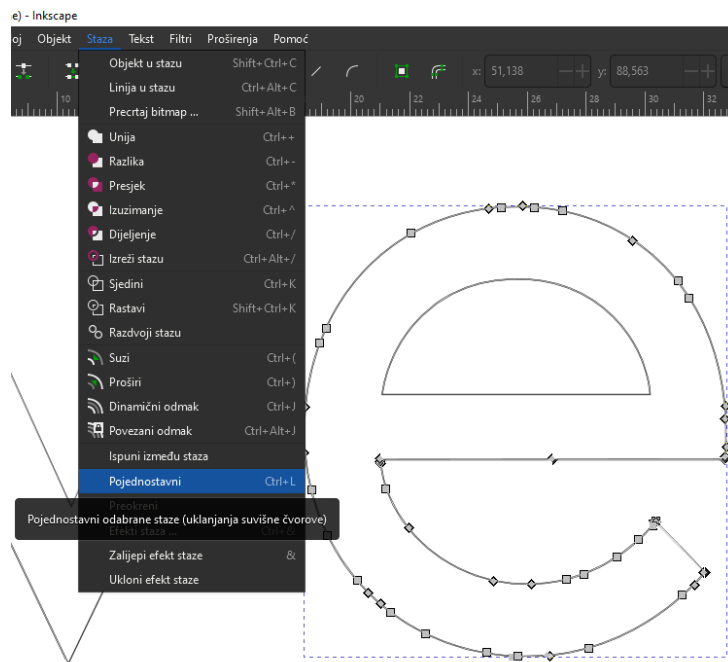 e) - Inkscape
oj Objekt Staza Tekst Filtri Proširenja Pomoć
x: 51,138 y: 88,563
10 20 22 24 26 28 30 32
Objekt u stazu Shift+Ctrl+C
Linija u stazu Ctrl+Alt+C
Precrtaj bitmap ... Shift+Alt+B
Unija Ctrl++
Razlika Ctrl+-
Presjek Ctrl+*
Izuzimanje Ctrl+^
Dijeljenje Ctrl+/
Izreži stazu Ctrl+Alt+/
Sjedini Ctrl+K
Rastavi Shift+Ctrl+K
Razdvoji stazu
Suzi Ctrl+(
Proširi Ctrl+)
Dinamični odmak Ctrl+J
Povezani odmak Ctrl+Alt+J
Ispuni između staza
Pojednostavni Ctrl+L
Preokreni
Pojednostavni odabrane staze (uklanjanja suvišne čvorove)
Efekti staza ... Ctrl+&
Zalijepi efekt staze &
Ukloni efekt staze